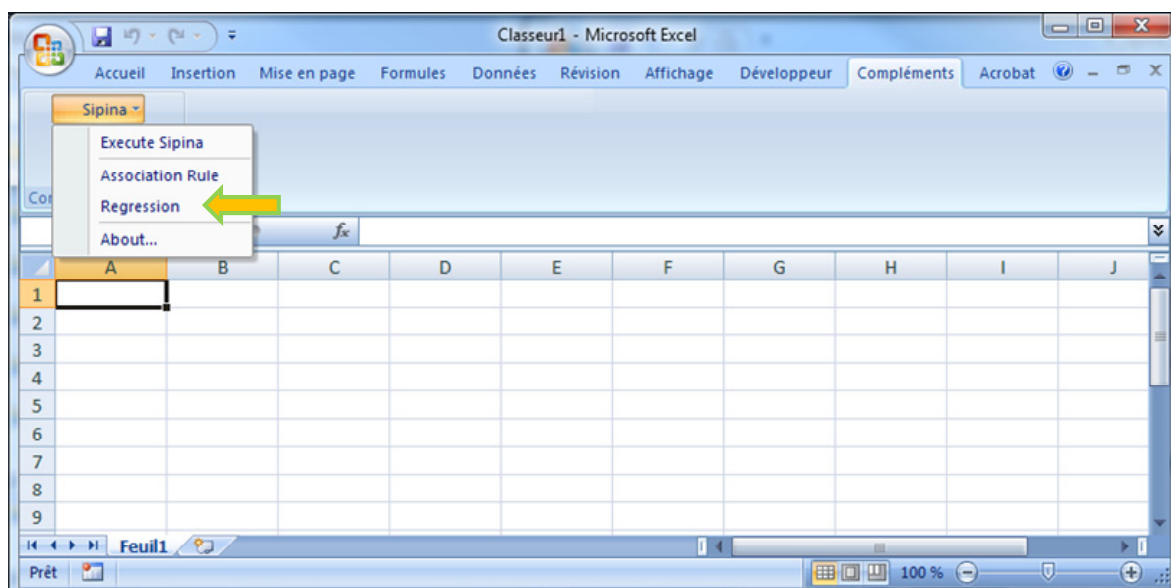 Classeur1 - Microsoft Excel
Accueil Insertion Mise en page Formules Données Révision Affichage Développeur Compléments Acrobat
Sipina
Execute Sipina
Association Rule
Cor
Regression
fx
About...
A B C D E F G H I J
1
2
3
4
5
6
7
8
9
Feuil1
Prêt 100 %